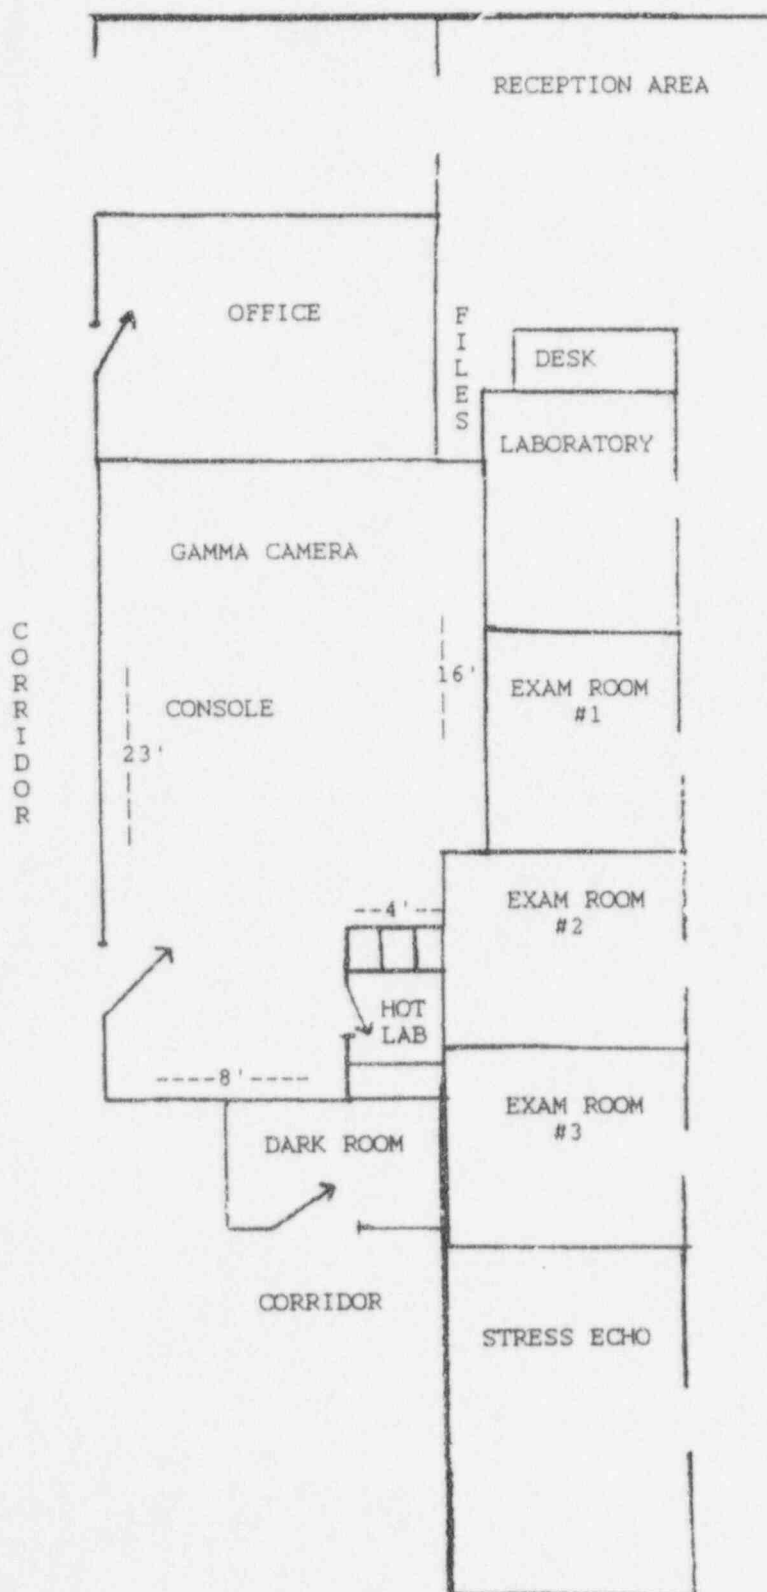 RECEPTION AREA
OFFICE
FILES
DESK
LABORATORY
GAMMA CAMERA
CORRIDOR
16'
EXAM ROOM
#1
CONSOLE
23'
--4'--
EXAM ROOM
#2
HOT
LAB
----8'-----
EXAM ROOM
#3
DARK ROOM
CORRIDOR
STRESS ECHO